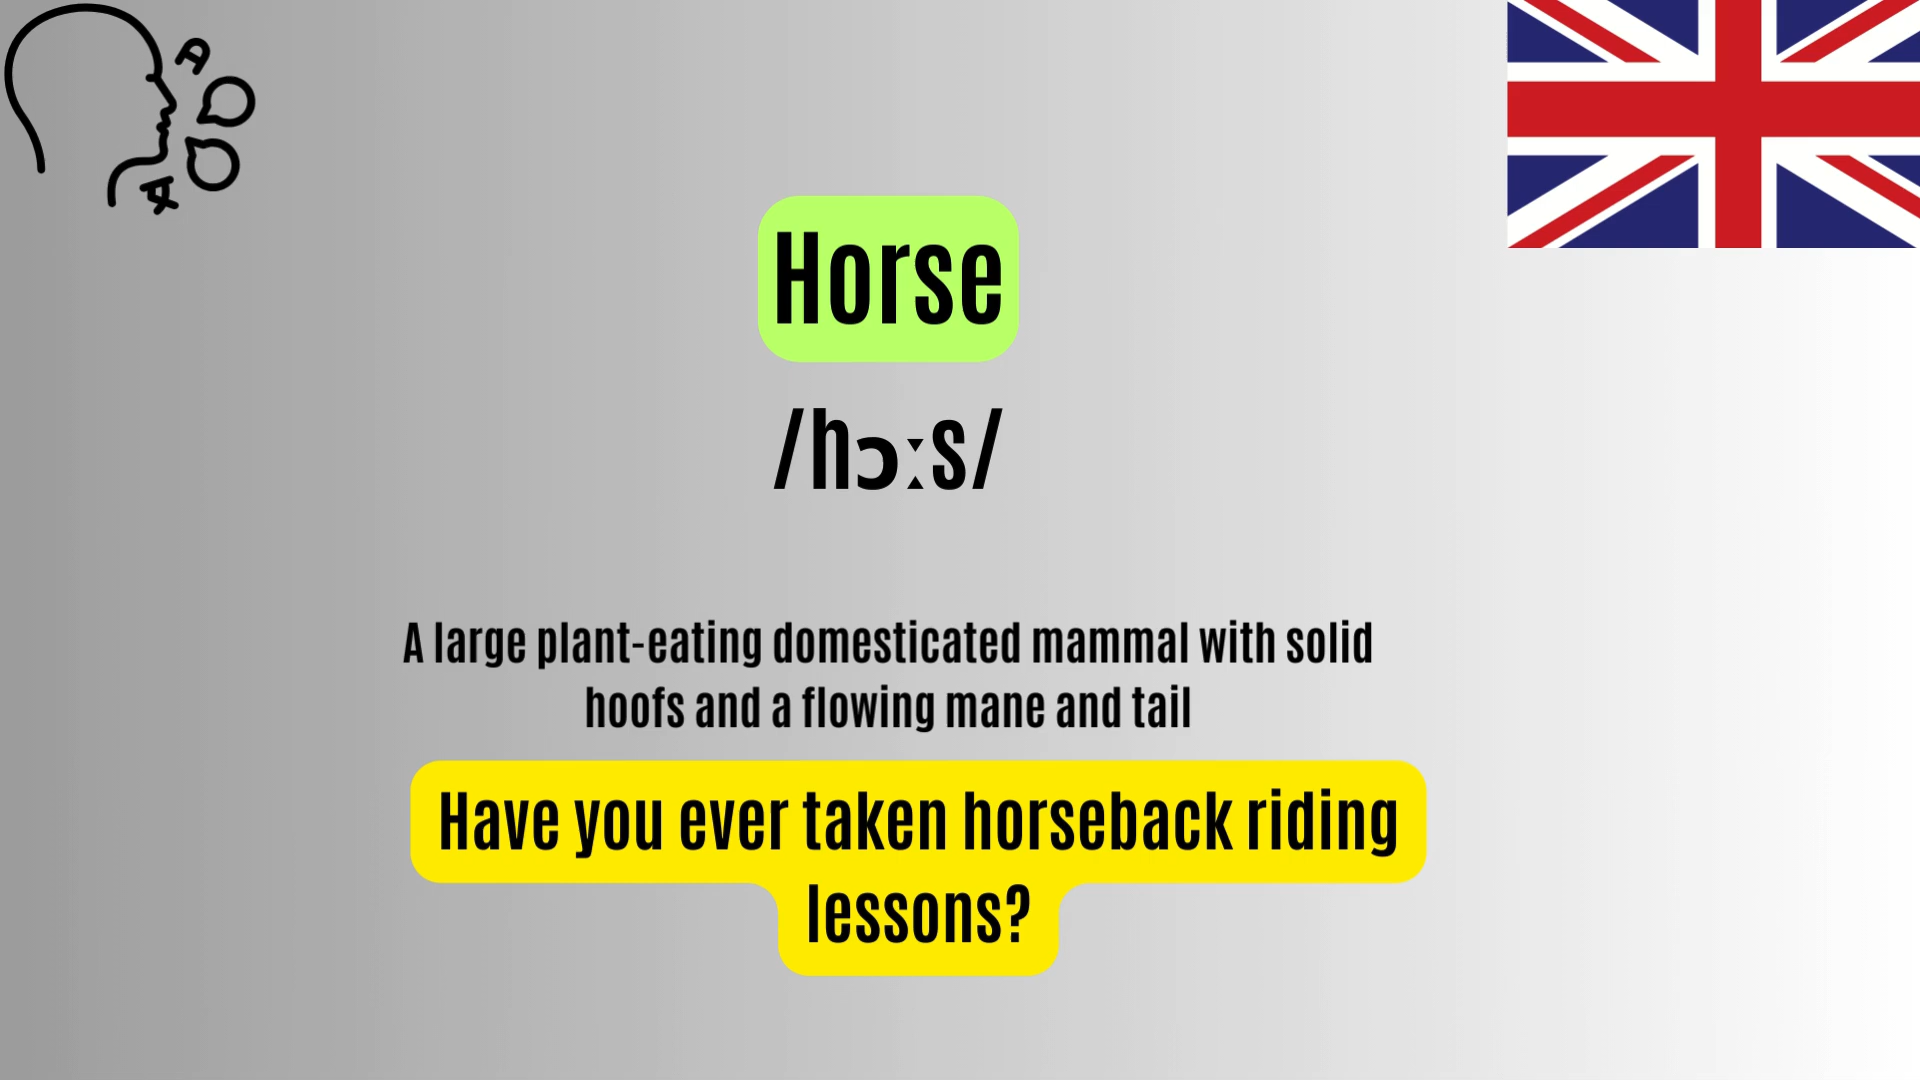 Horse
/hɔːs/
A large plant-eating domesticated mammal with solid
hoofs and a flowing mane and tail
Have you ever taken horseback riding
lessons?